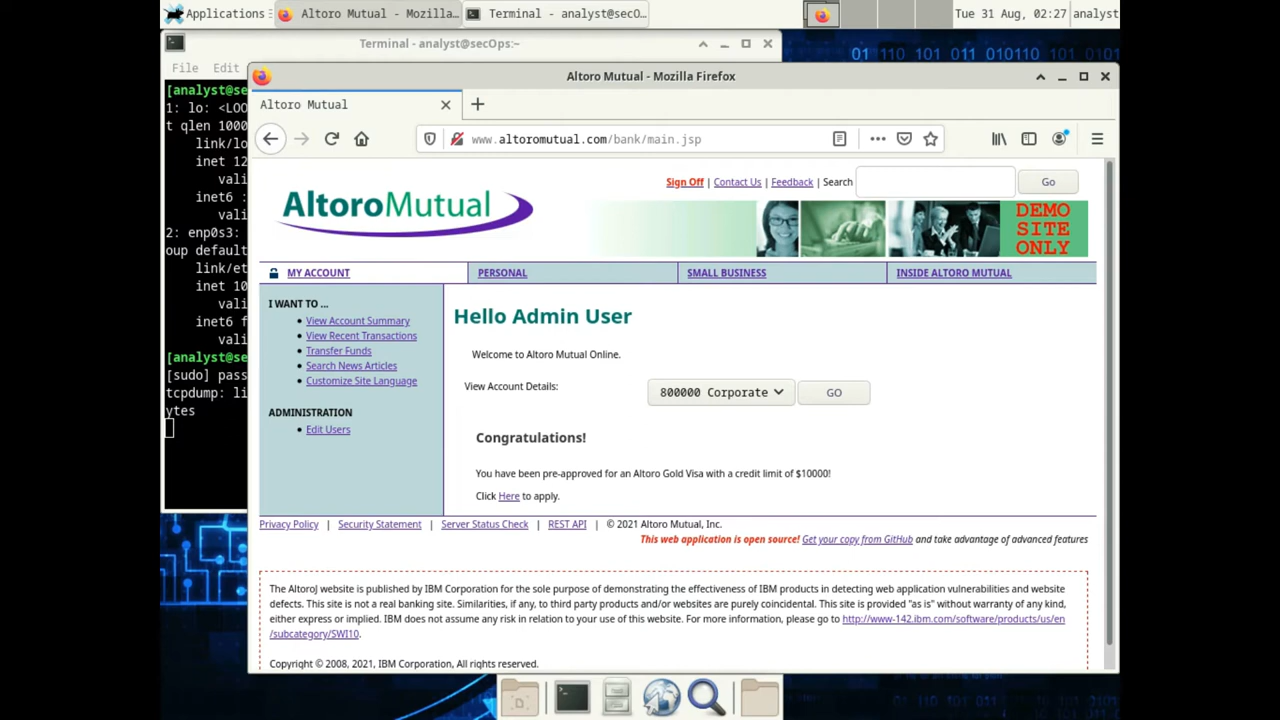 Applications
Altoro Mutual - Mozilla...
Terminal - analyst@secO...
Tue 31 Aug, 02:27
analyst
Terminal - analyst@secOps:~
File Edit
[analyst@se
1: lo: <LOO
t qlen 1000
link/lo
inet 12
vali
inet6 :
vali
2: enp0s3:
oup default
link/et
inet 10
vali
inet6 f
vali
[analyst@se
[sudo] pass
tcpdump: li
ytes
Altoro Mutual - Mozilla Firefox
Altoro Mutual
www.altoromutual.com/bank/main.jsp
Sign Off | Contact Us | Feedback | Search Go
AltoroMutual
DEMO
SITE
ONLY
MY ACCOUNT PERSONAL SMALL BUSINESS INSIDE ALTORO MUTUAL
I WANT TO ...
• View Account Summary
• View Recent Transactions
• Transfer Funds
• Search News Articles
• Customize Site Language
ADMINISTRATION
• Edit Users
Hello Admin User
Welcome to Altoro Mutual Online.
View Account Details: 800000 Corporate GO
Congratulations!
You have been pre-approved for an Altoro Gold Visa with a credit limit of $10000!
Click Here to apply.
Privacy Policy | Security Statement | Server Status Check | REST API | © 2021 Altoro Mutual, Inc.
This web application is open source! Get your copy from GitHub and take advantage of advanced features
The AltoroJ website is published by IBM Corporation for the sole purpose of demonstrating the effectiveness of IBM products in detecting web application vulnerabilities and website
defects. This site is not a real banking site. Similarities, if any, to third party products and/or websites are purely coincidental. This site is provided "as is" without warranty of any kind,
either express or implied. IBM does not assume any risk in relation to your use of this website. For more information, please go to http://www-142.ibm.com/software/products/us/en
/subcategory/SWI10.
Copyright © 2008, 2021, IBM Corporation, All rights reserved.